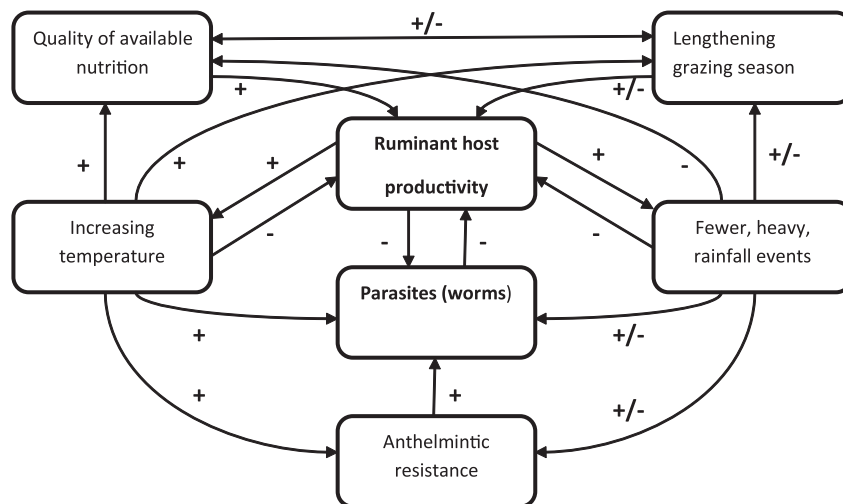 +/-
Quality of available
nutrition
Lengthening
grazing season
+
+/-
Ruminant host
productivity
+
+
+
+
-
+/-
Increasing
temperature
-
-
-
-
Fewer, heavy,
rainfall events
Parasites (worms)
+
+/-
+
+
+/-
Anthelmintic
resistance